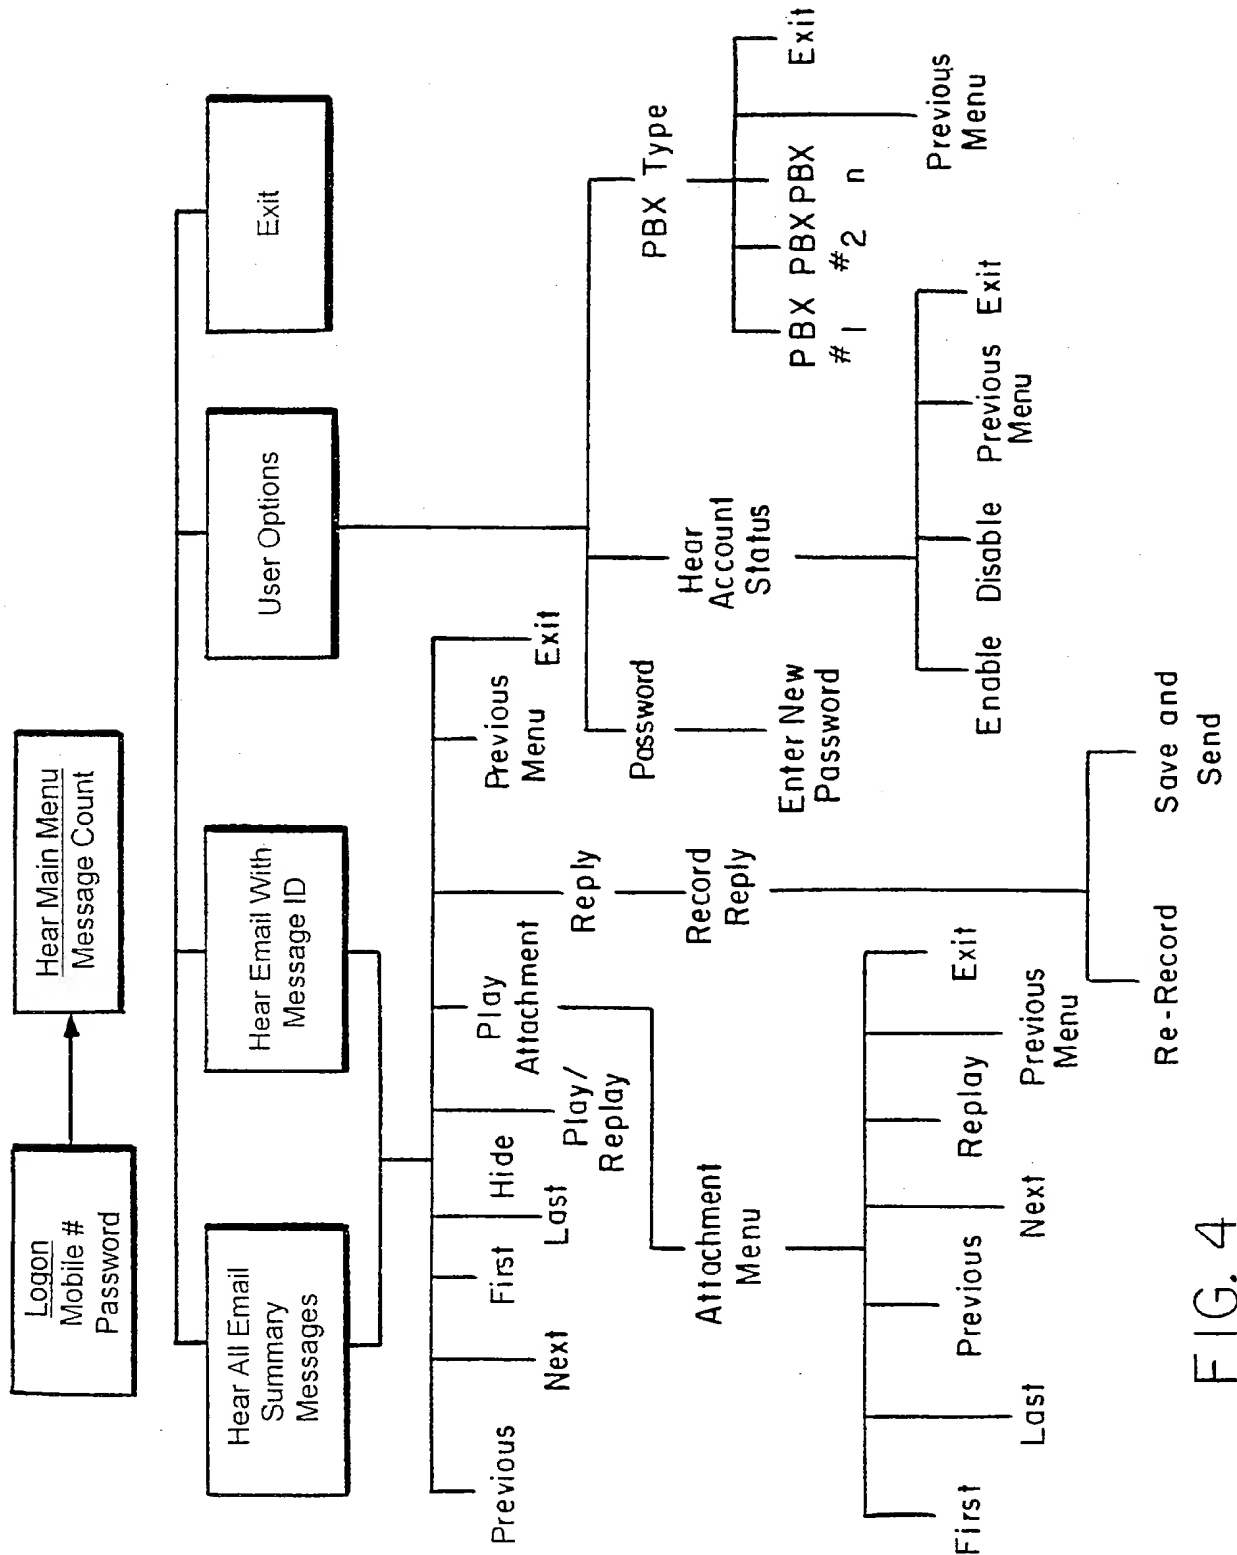 Logon
Mobile #
Password
Hear Main Menu
Message Count
Hear All Email
Summary
Messages
Hear Email With
Message ID
User Options
Exit
Previous
Next
First
Last
Hide
Play/
Replay
Play
Attachment
Reply
Previous
Menu
Exit
Record
Reply
Re-Record
Save and
Send
Attachment
Menu
First
Last
Previous
Next
Replay
Previous
Menu
Exit
Password
Enter New
Password
Hear
Account
Status
Enable
Disable
Previous
Menu
Exit
PBX Type
PBX
#1
PBX
#2
PBX
n
Previous
Menu
Exit
FIG. 4